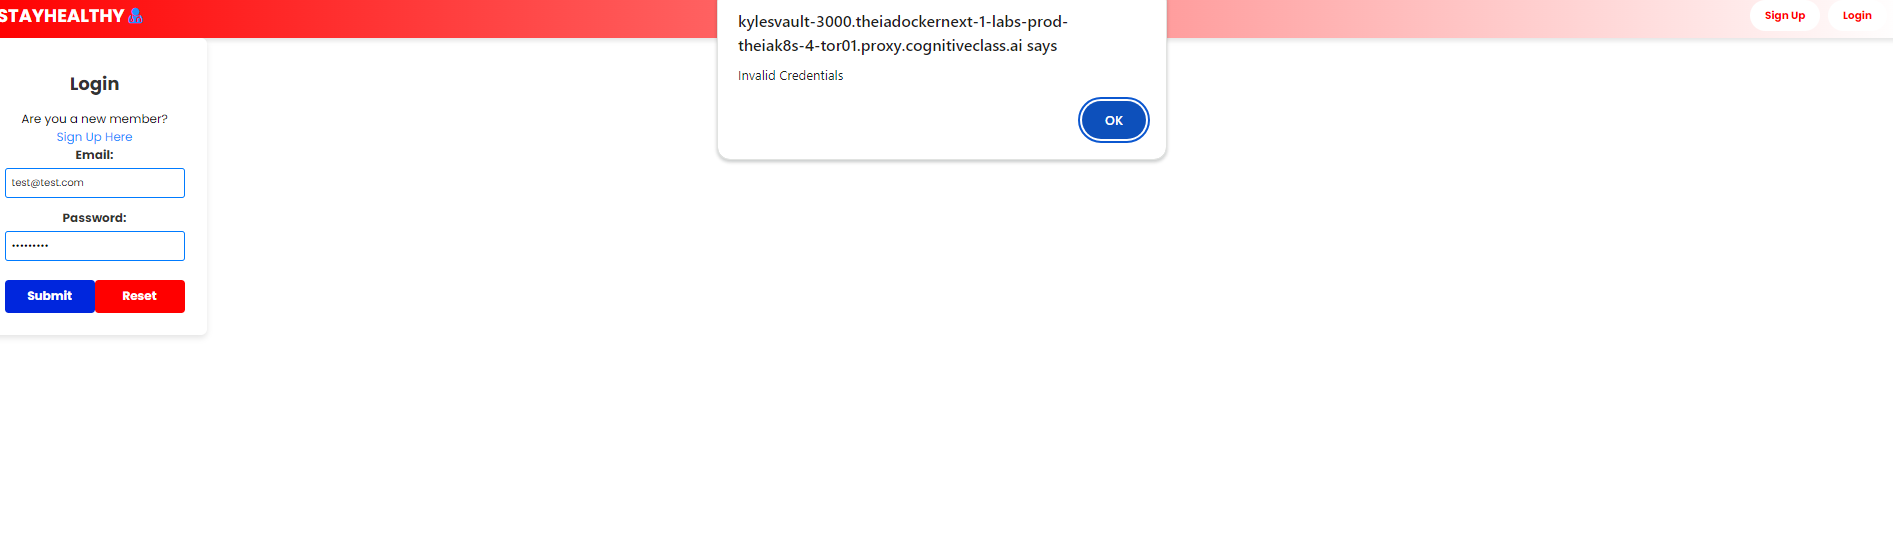 STAYHEALTHY
Sign Up
Login
kylesvault-3000.theiadockernext-1-labs-prod-
theiak8s-4-tor01.proxy.cognitiveclass.ai says
Invalid Credentials
OK
Login
Are you a new member?
Sign Up Here
Email:
test@test.com
Password:
•••••••••
Submit
Reset